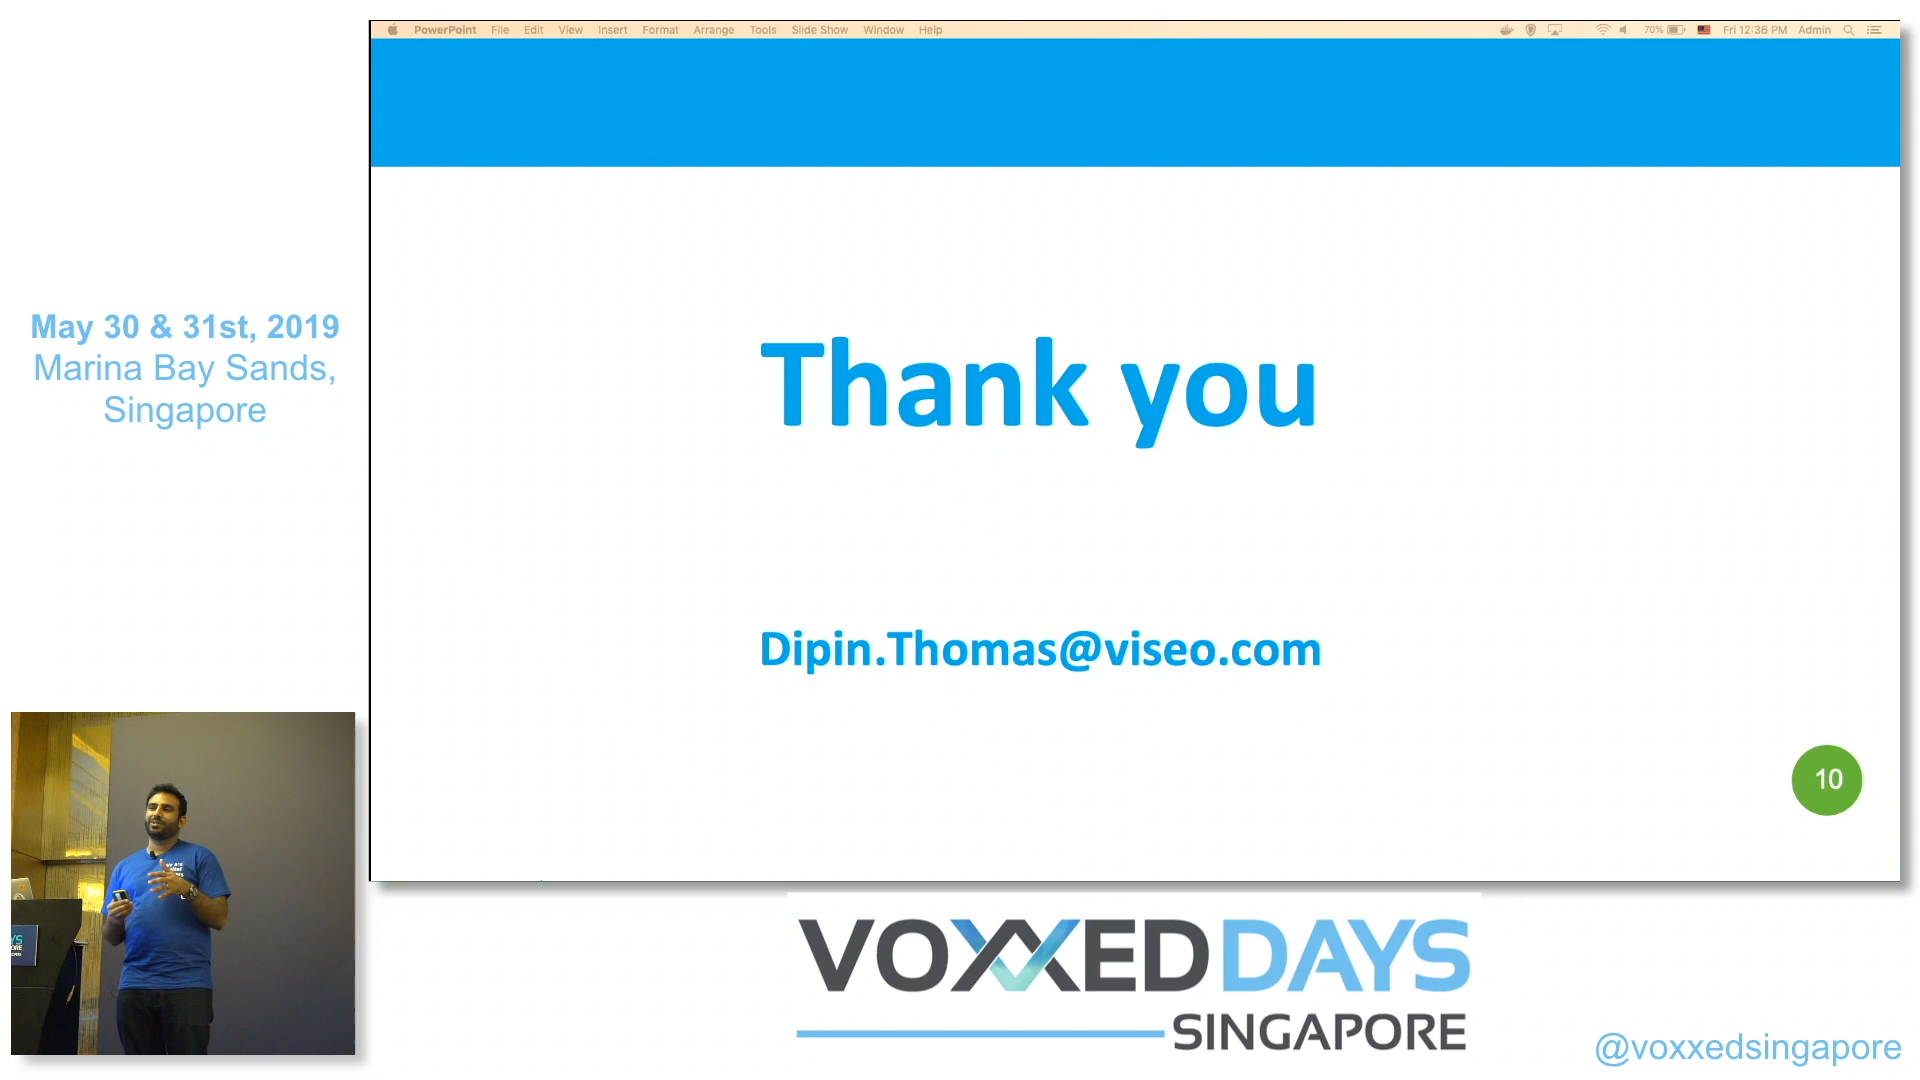 PowerPoint File Edit View Insert Format Arrange Tools Slide Show Window Help 70% Fri 12:36 PM Admin
May 30 & 31st, 2019
Marina Bay Sands,
Singapore
Thank you
Dipin.Thomas@viseo.com
10
VOXXED DAYS
SINGAPORE
@voxxedsingapore